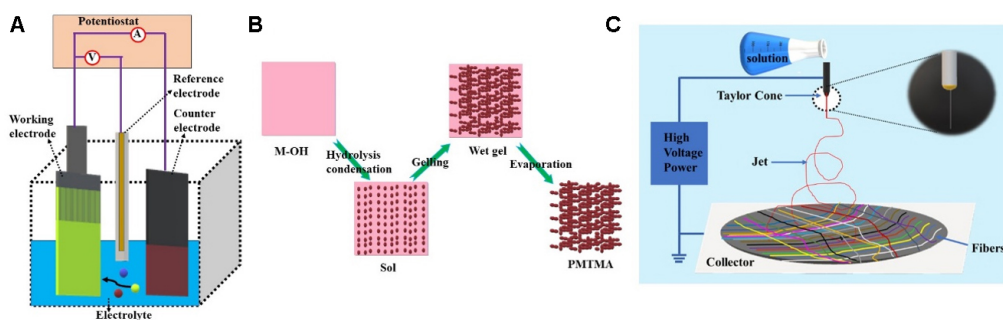 A
Potentiostat
A
V
Reference
electrode
Counter
electrode
Working
electrode
Electrolyte
B
M-OH
Hydrolysis
condensation
Sol
Gelling
Wet gel
Evaporation
PMTMA
C
solution
Taylor Cone
High
Voltage
Power
Jet
Fibers
Collector